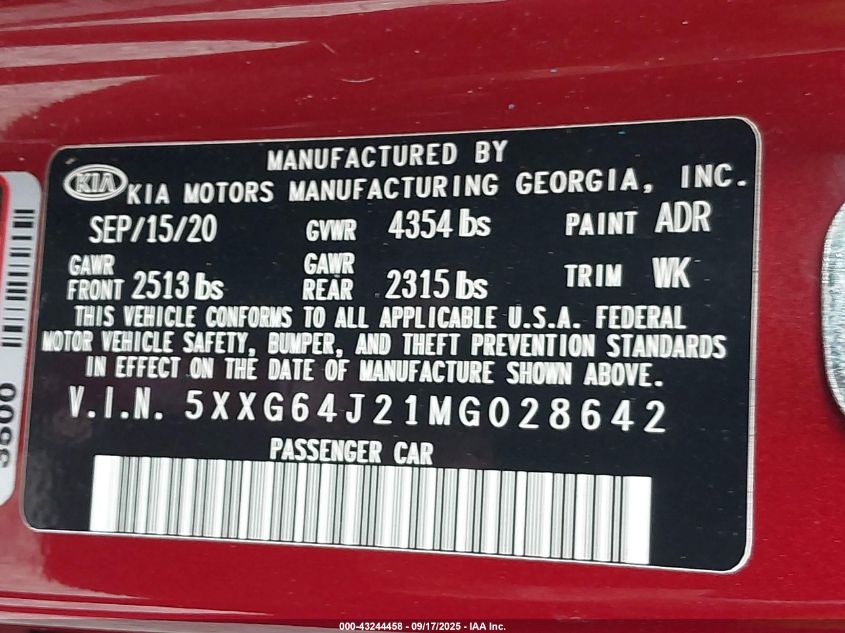 MANUFACTURED BY
KIA KIA MOTORS MANUFACTURING GEORGIA, INC.
SEP/15/20 GVWR 4354 lbs PAINT ADR
GAWR FRONT 2513 lbs GAWR REAR 2315 lbs TRIM WK
THIS VEHICLE CONFORMS TO ALL APPLICABLE U.S.A. FEDERAL
MOTOR VEHICLE SAFETY, BUMPER, AND THEFT PREVENTION STANDARDS
IN EFFECT ON THE DATE OF MANUFACTURE SHOWN ABOVE.
V.I.N. 5XXG64J21MG028642
PASSENGER CAR
000-43244458 - 09/17/2025 - IAA Inc.